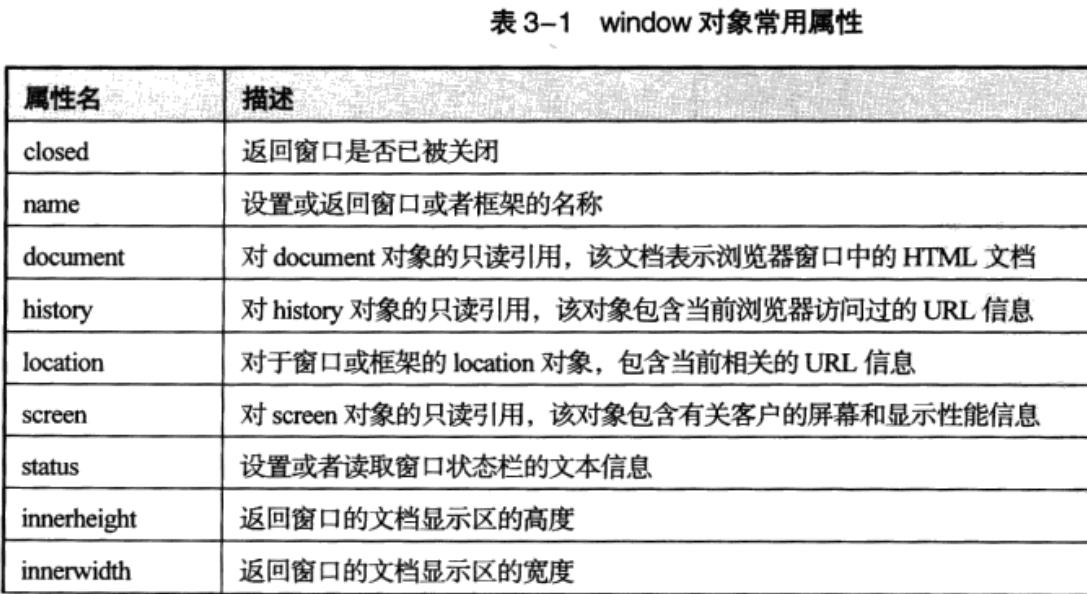 表 3–1 window 对象常用属性
属性名 描述
closed 返回窗口是否已被关闭
name 设置或返回窗口或者框架的名称
document 对 document 对象的只读引用，该文档表示浏览器窗口中的 HTML 文档
history 对 history 对象的只读引用，该对象包含当前浏览器访问过的 URL 信息
location 对于窗口或框架的 location 对象，包含当前相关的 URL 信息
screen 对 screen 对象的只读引用，该对象包含有关客户的屏幕和显示性能信息
status 设置或者读取窗口状态栏的文本信息
innerheight 返回窗口的文档显示区的高度
innerwidth 返回窗口的文档显示区的宽度